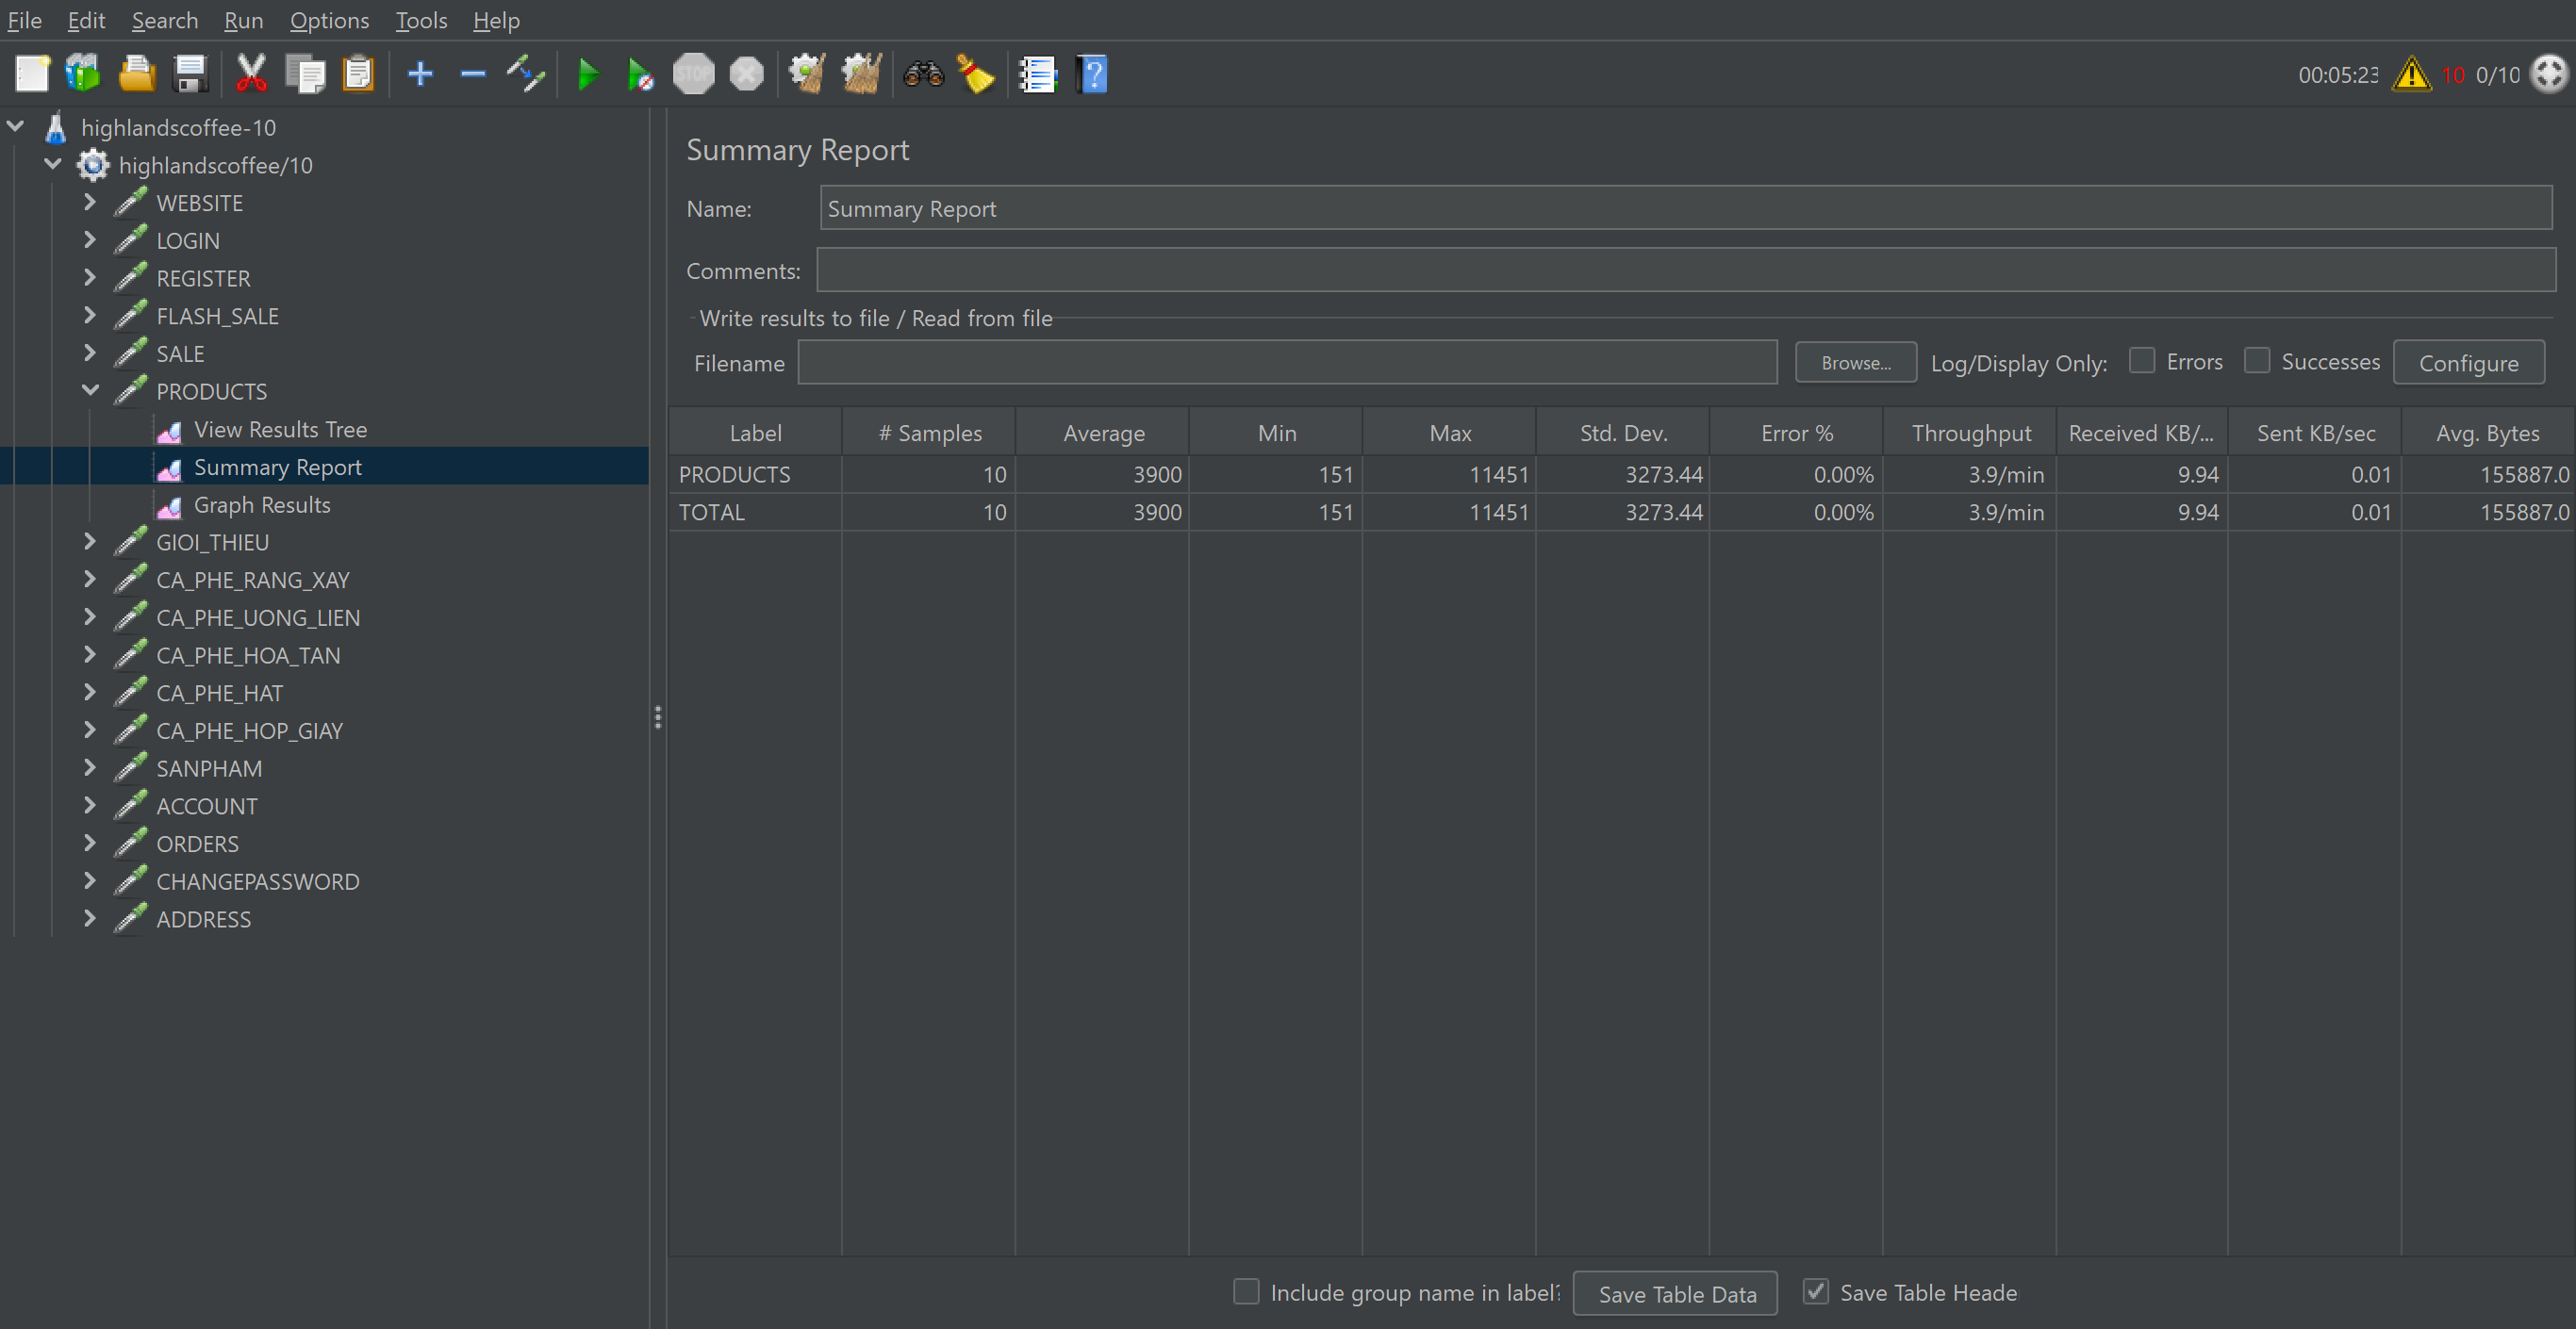 File Edit Search Run Options Tools Help
STOP
00:05:23 10 0/10
highlandscoffee-10
highlandscoffee/10
WEBSITE
LOGIN
REGISTER
FLASH_SALE
SALE
PRODUCTS
View Results Tree
Summary Report
Graph Results
GIOI_THIEU
CA_PHE_RANG_XAY
CA_PHE_UONG_LIEN
CA_PHE_HOA_TAN
CA_PHE_HAT
CA_PHE_HOP_GIAY
SANPHAM
ACCOUNT
ORDERS
CHANGEPASSWORD
ADDRESS
Summary Report
Name: Summary Report
Comments:
Write results to file / Read from file
Filename Browse... Log/Display Only: Errors Successes Configure
Label # Samples Average Min Max Std. Dev. Error % Throughput Received KB/... Sent KB/sec Avg. Bytes
PRODUCTS 10 3900 151 11451 3273.44 0.00% 3.9/min 9.94 0.01 155887.0
TOTAL 10 3900 151 11451 3273.44 0.00% 3.9/min 9.94 0.01 155887.0
Include group name in label? Save Table Data Save Table Heade